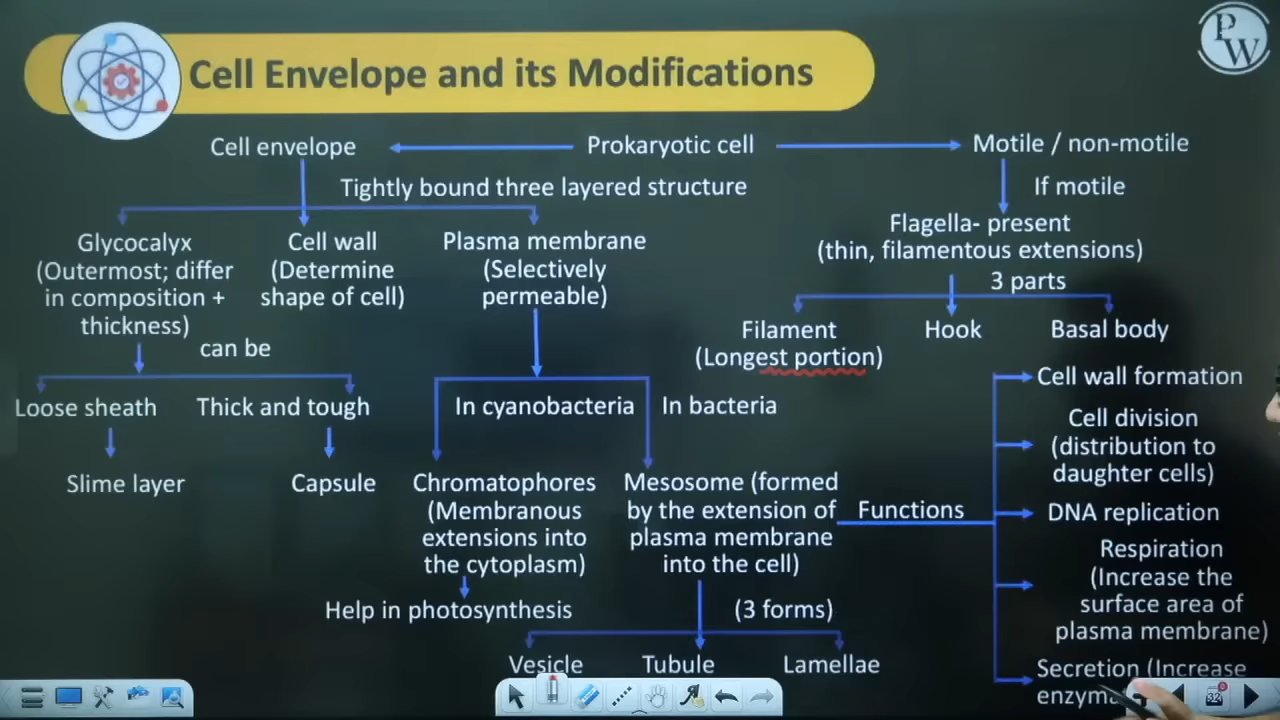 PW
Cell Envelope and its Modifications
Cell envelope
Prokaryotic cell
Motile / non-motile
Tightly bound three layered structure
If motile
Glycocalyx
(Outermost; differ
in composition +
thickness)
Cell wall
(Determine
shape of cell)
Plasma membrane
(Selectively
permeable)
Flagella- present
(thin, filamentous extensions)
3 parts
Filament
(Longest portion)
Hook
Basal body
can be
Loose sheath
Thick and tough
Slime layer
Capsule
In cyanobacteria
In bacteria
Chromatophores
(Membranous
extensions into
the cytoplasm)
Help in photosynthesis
Mesosome (formed
by the extension of
plasma membrane
into the cell)
(3 forms)
Vesicle
Tubule
Lamellae
Functions
Cell wall formation
Cell division
(distribution to
daughter cells)
DNA replication
Respiration
(Increase the
surface area of
plasma membrane)
Secretion (Increase
32